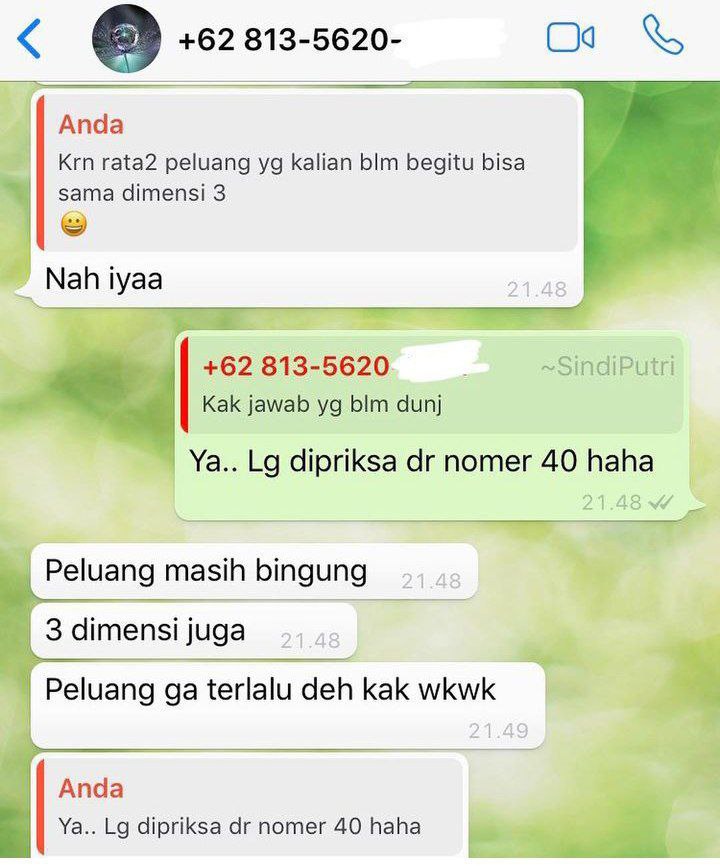 +62 813-5620-
Anda
Krn rata2 peluang yg kalian blm begitu bisa
sama dimensi 3
😀
Nah iyaa
21.48
+62 813-5620
~SindiPutri
Kak jawab yg blm dunj
Ya.. Lg dipriksa dr nomer 40 haha
21.48
Peluang masih bingung
21.48
3 dimensi juga
21.48
Peluang ga terlalu deh kak wkwk
21.49
Anda
Ya.. Lg dipriksa dr nomer 40 haha